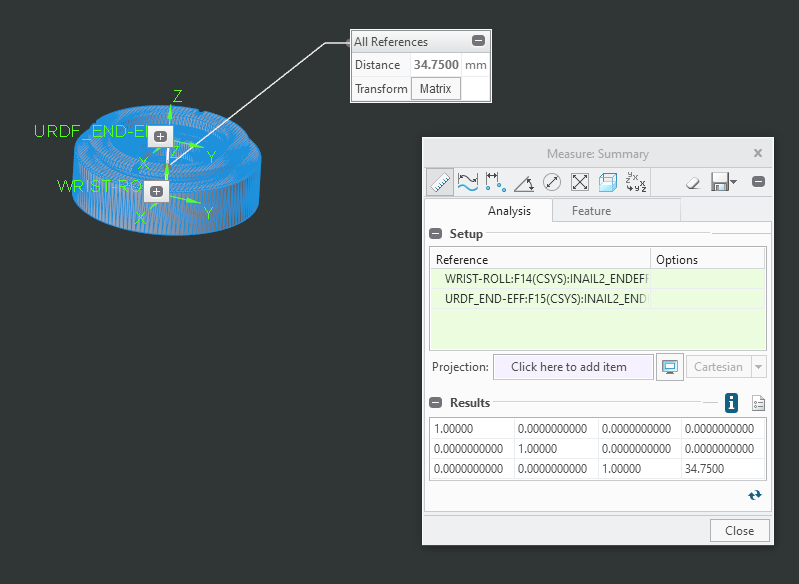 All References
Distance 34.7500 mm
Transform Matrix
Z
URDF_END-E
Z
X Y
WRIST-RO
X Y
Measure: Summary
Analysis Feature
Setup
Reference Options
WRIST-ROLL:F14(CSYS):INAIL2_ENDEFF
URDF_END-EFF:F15(CSYS):INAIL2_END
Projection: Click here to add item Cartesian
Results
1.00000 0.0000000000 0.0000000000 0.0000000000
0.0000000000 1.00000 0.0000000000 0.0000000000
0.0000000000 0.0000000000 1.00000 34.7500
Close